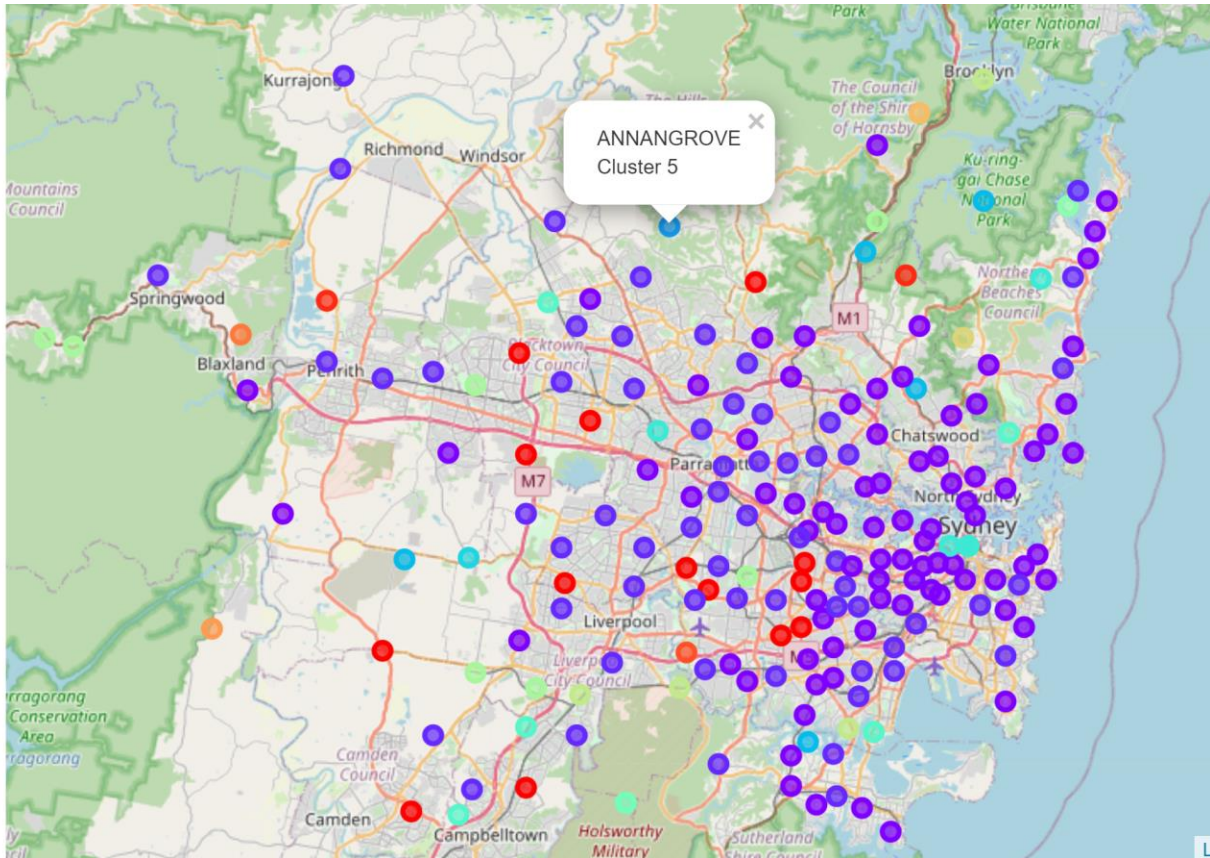 Park
Brisbane
Water National
Park
Kurrajong
The Hills
The Council
of the Shire
of Hornsby
Brooklyn
ANNANGROVE
×
Cluster 5
Richmond
Windsor
Ku-ring-
gai Chase
National
Park
Mountains
Council
Springwood
Northern
Beaches
Council
M1
Blacktown
City Council
Blaxland
Penrith
Chatswood
Parramatta
M7
North Sydney
Sydney
Liverpool
Liverpool
City Council
Conservation
Area
Camden
Council
Camden
Campbelltown
Holsworthy
Military
Sutherland
Shire Council
L